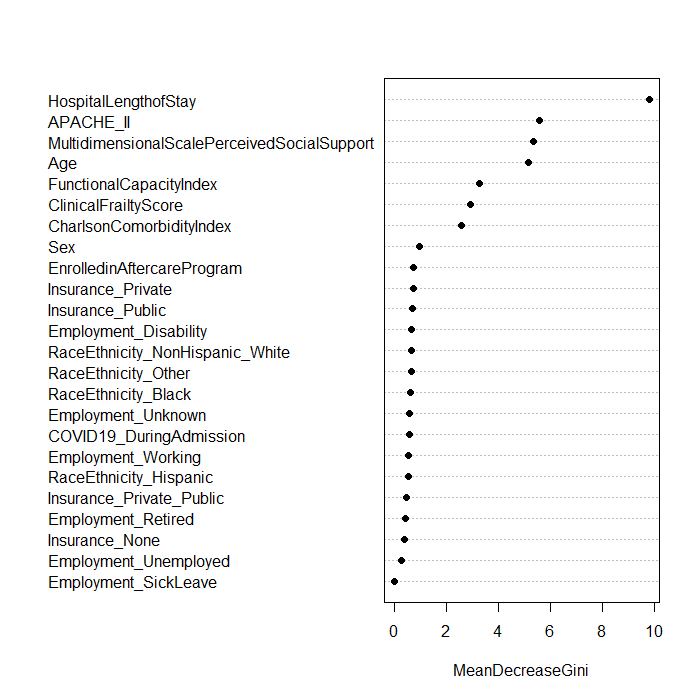 HospitalLengthofStay
APACHE_II
MultidimensionalScalePerceivedSocialSupport
Age
FunctionalCapacityIndex
ClinicalFrailtyScore
CharlsonComorbidityIndex
Sex
EnrolledinAftercareProgram
Insurance_Private
Insurance_Public
Employment_Disability
RaceEthnicity_NonHispanic_White
RaceEthnicity_Other
RaceEthnicity_Black
Employment_Unknown
COVID19_DuringAdmission
Employment_Working
RaceEthnicity_Hispanic
Insurance_Private_Public
Employment_Retired
Insurance_None
Employment_Unemployed
Employment_SickLeave
0 2 4 6 8 10
MeanDecreaseGini